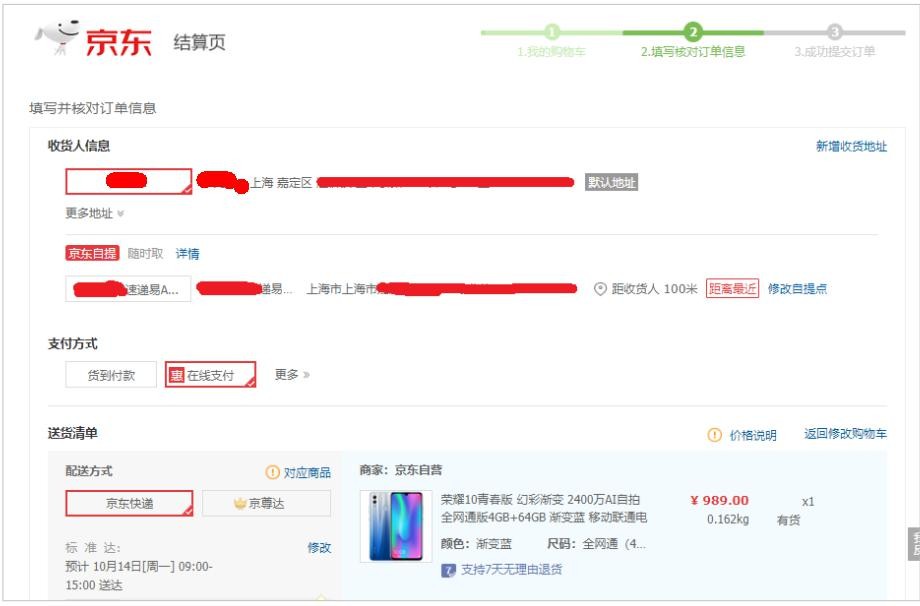 京东 结算页
1 2 3
1.我的购物车 2.填写核对订单信息 3.成功提交订单
填写并核对订单信息
收货人信息 新增收货地址
上海 嘉定区 默认地址
更多地址
京东自提 随时取 详情
速递易A... 递易... 上海市上海市 距收货人 100米 距离最近 修改自提点
支付方式
货到付款 惠 在线支付 更多 »
送货清单 价格说明 返回修改购物车
配送方式 对应商品 商家：京东自营
京东快递 京尊达
荣耀10青春版 幻彩渐变 2400万AI自拍 ¥ 989.00 x1
全网通版4GB+64GB 渐变蓝 移动联通电 0.162kg 有货
颜色：渐变蓝 尺码：全网通（4...
标 准 达： 修改
预计 10月14日[周一] 09:00-
15:00 送达
7 支持7天无理由退货